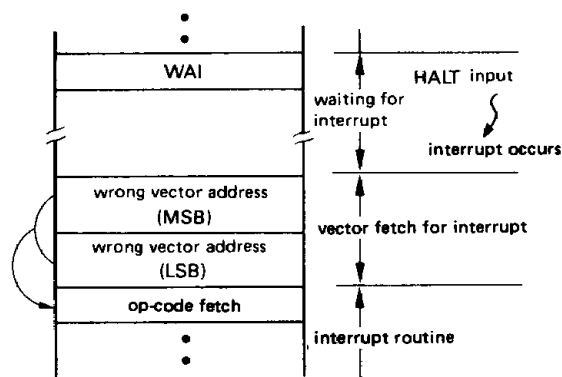 WAI
HALT input
waiting for
interrupt
interrupt occurs
wrong vector address
(MSB)
vector fetch for interrupt
wrong vector address
(LSB)
op-code fetch
interrupt routine